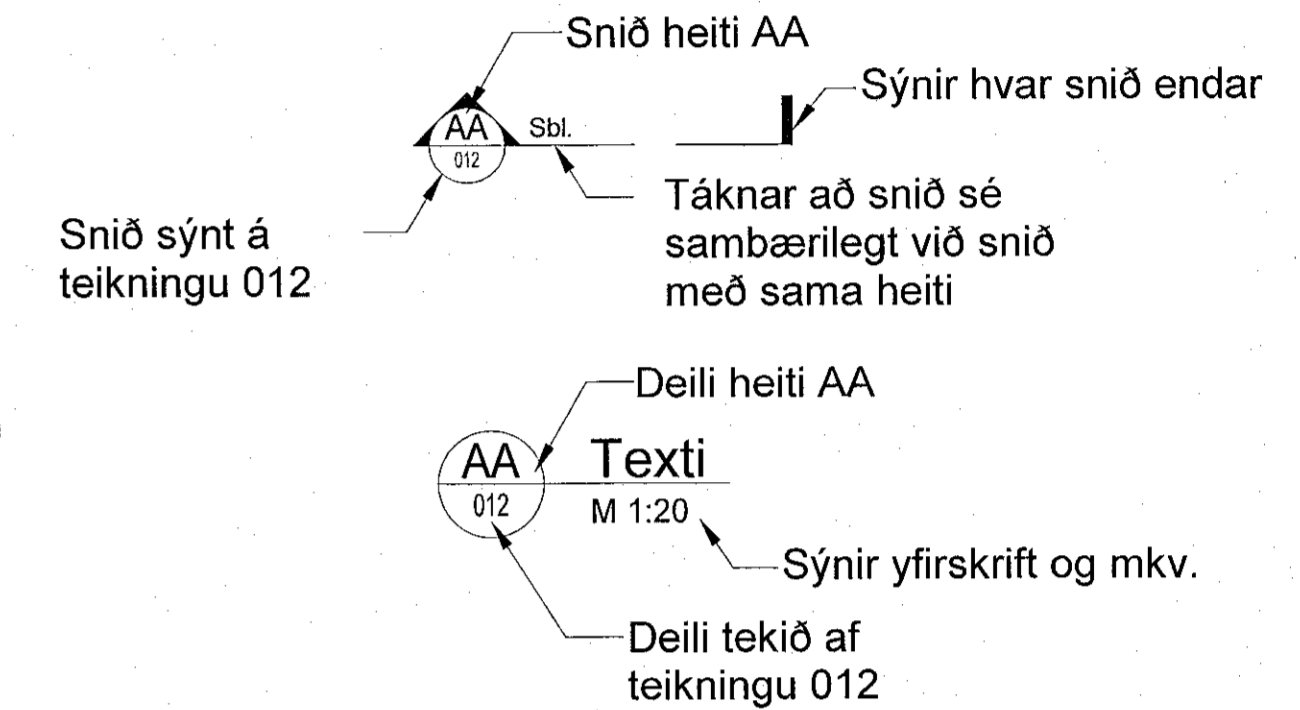 Snið heiti AA
Sýnir hvar snið endar
AA
Sbl.
012
Táknar að snið sé
sambærilegt við snið
með sama heiti
Snið sýnt á
teikningu 012
Deili heiti AA
AA
Texti
012
M 1:20
Sýnir yfirskrift og mkv.
Deili tekið af
teikningu 012